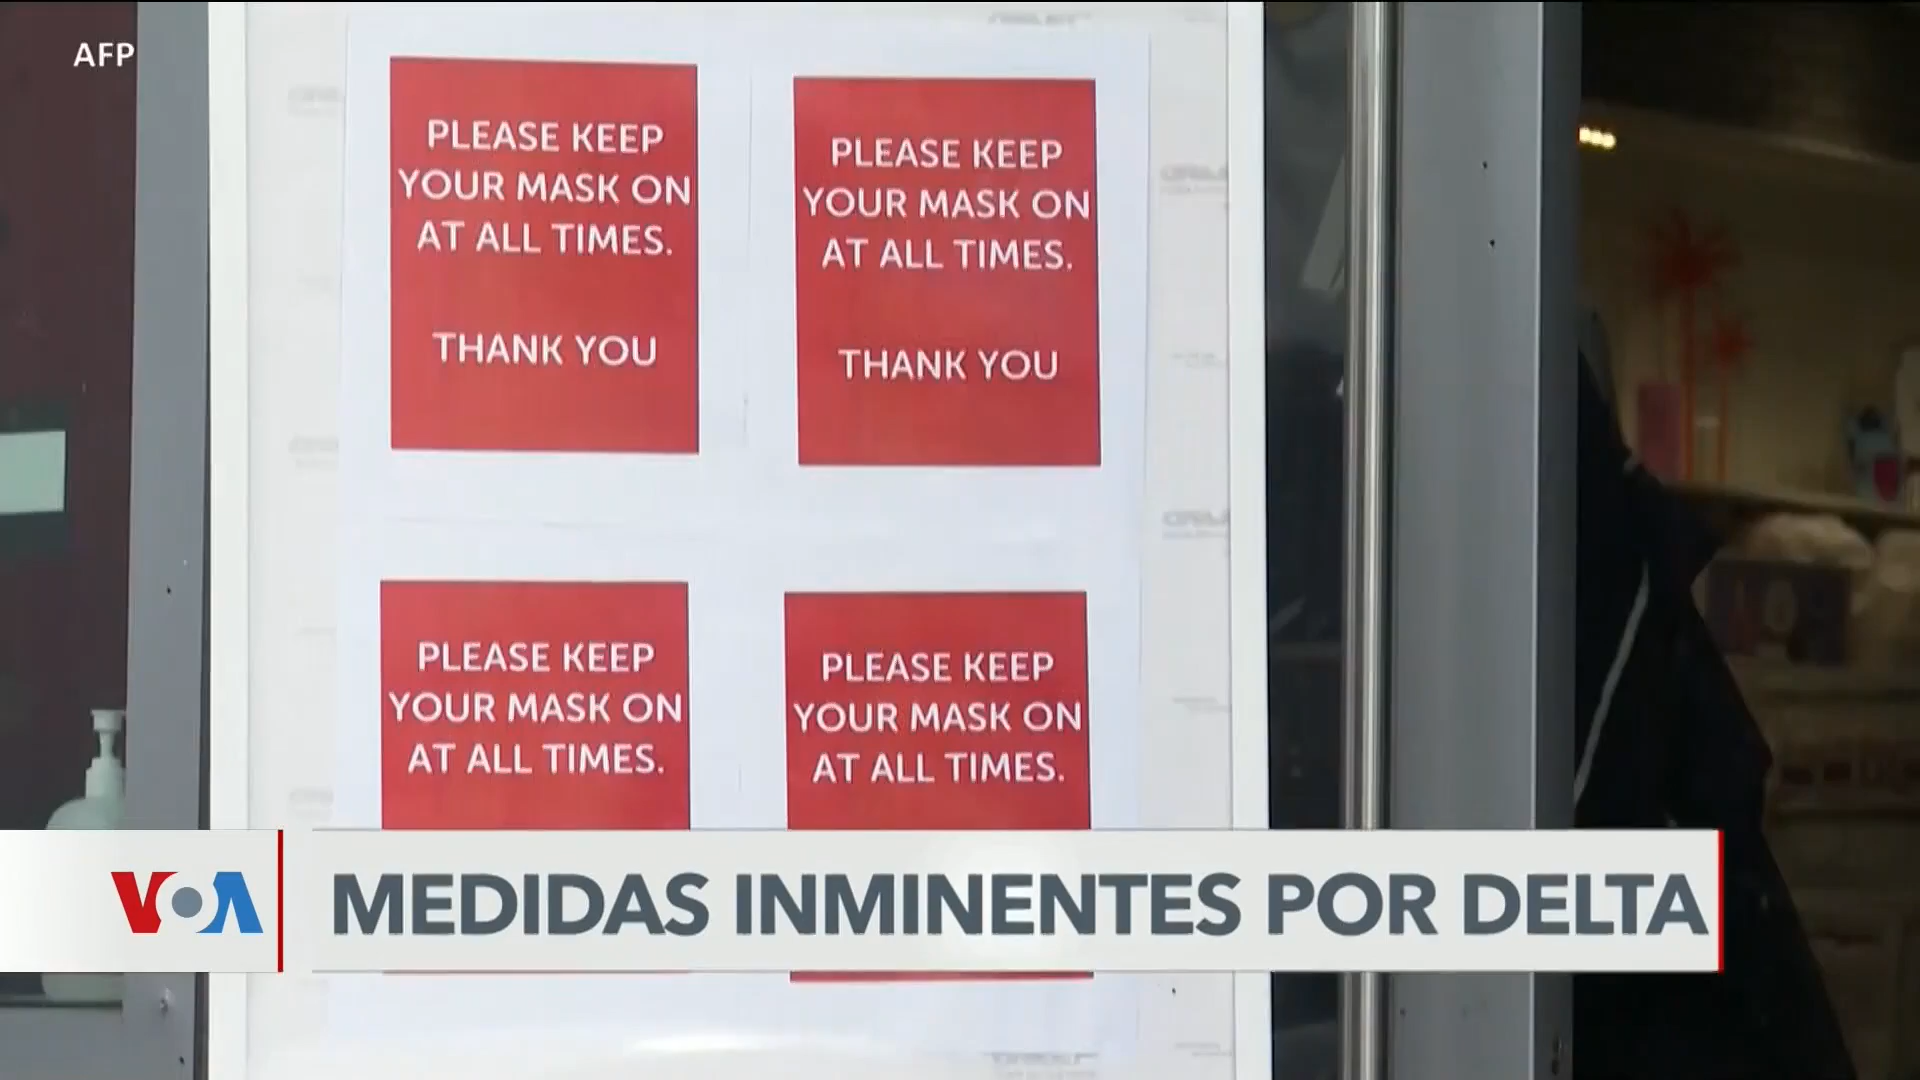 AFP
PLEASE KEEP
YOUR MASK ON
AT ALL TIMES.
THANK YOU
PLEASE KEEP
YOUR MASK ON
AT ALL TIMES.
THANK YOU
PLEASE KEEP
YOUR MASK ON
AT ALL TIMES.
PLEASE KEEP
YOUR MASK ON
AT ALL TIMES.
VOA
MEDIDAS INMINENTES POR DELTA